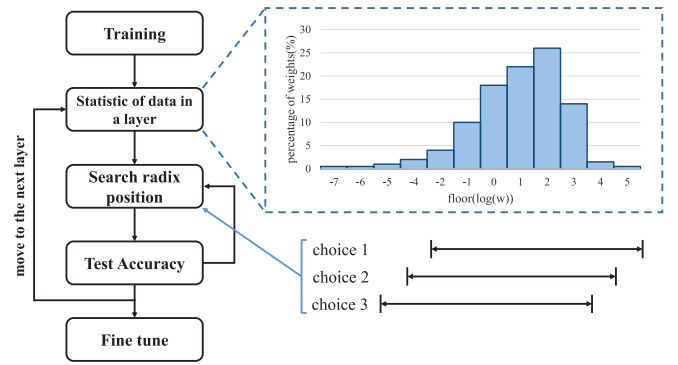 Training
Statistic of data in
a layer
Search radix
position
Test Accuracy
Fine tune
move to the next layer
percentage of weights(%)
30
25
20
15
10
5
0
-7 -6 -5 -4 -2 -1 0 1 2 3 4 5
floor(log(w))
choice 1
choice 2
choice 3